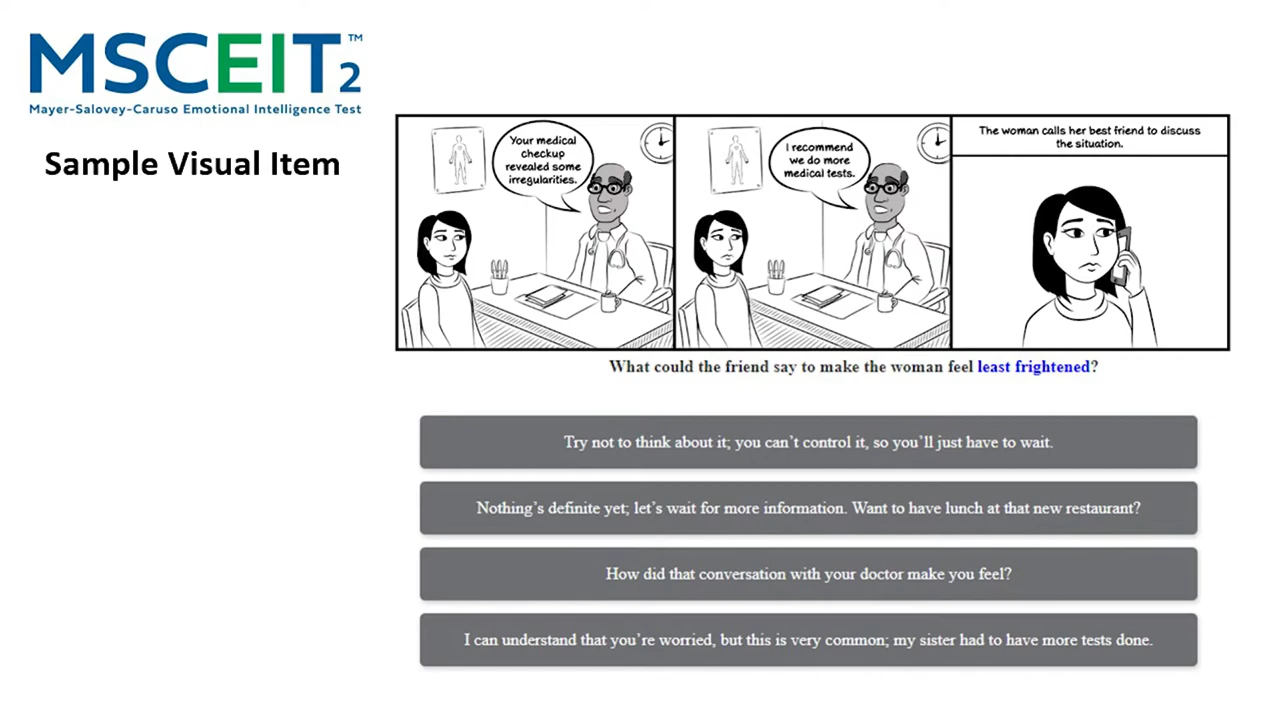 MSCEIT 2™
Mayer-Salovey-Caruso Emotional Intelligence Test
Sample Visual Item
Your medical
checkup
revealed some
irregularities.
I recommend
we do more
medical tests.
The woman calls her best friend to discuss
the situation.
What could the friend say to make the woman feel least frightened?
Try not to think about it; you can’t control it, so you’ll just have to wait.
Nothing’s definite yet; let’s wait for more information. Want to have lunch at that new restaurant?
How did that conversation with your doctor make you feel?
I can understand that you’re worried, but this is very common; my sister had to have more tests done.